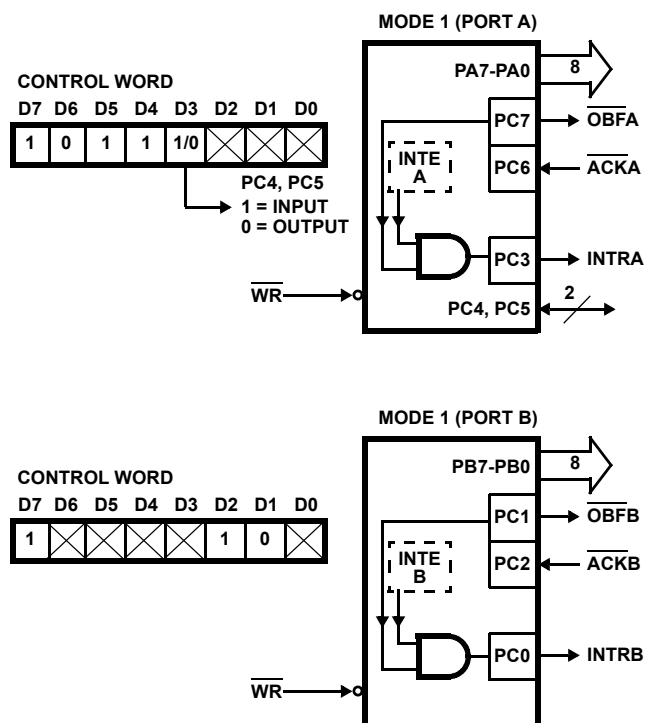 MODE 1 (PORT A)
CONTROL WORD
D7 D6 D5 D4 D3 D2 D1 D0
1 0 1 1 1/0
PC4, PC5
1 = INPUT
0 = OUTPUT
PA7-PA0
8
PC7
OBFA
INTE
A
PC6
ACKA
PC3
INTRA
WR
PC4, PC5
2
MODE 1 (PORT B)
CONTROL WORD
D7 D6 D5 D4 D3 D2 D1 D0
1 1 0
PB7-PB0
8
PC1
OBFB
INTE
B
PC2
ACKB
PC0
INTRB
WR